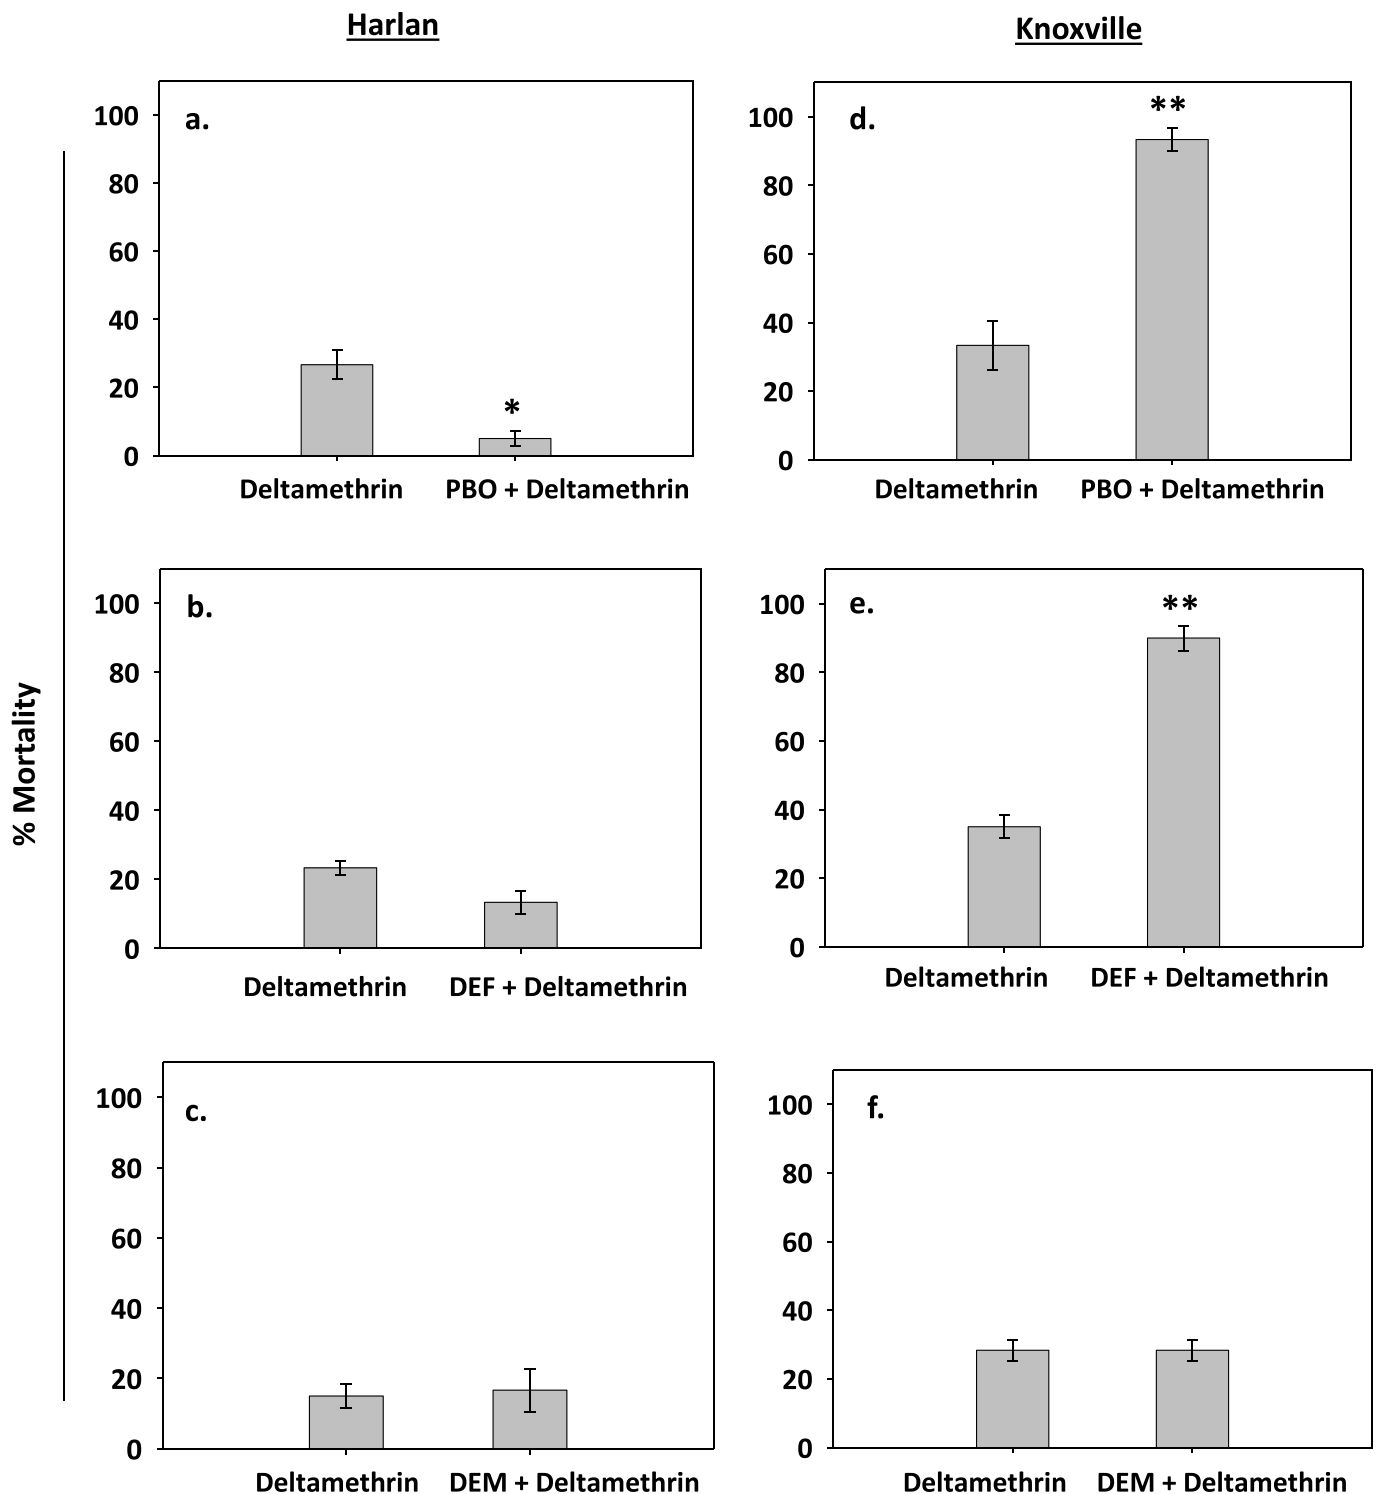 Harlan
Knoxville
% Mortality
a.
100
80
60
40
20
0
Deltamethrin PBO + Deltamethrin
d.
**
100
80
60
40
20
0
Deltamethrin PBO + Deltamethrin
*
b.
100
80
60
40
20
0
Deltamethrin DEF + Deltamethrin
e.
**
100
80
60
40
20
0
Deltamethrin DEF + Deltamethrin
c.
100
80
60
40
20
0
Deltamethrin DEM + Deltamethrin
f.
100
80
60
40
20
0
Deltamethrin DEM + Deltamethrin